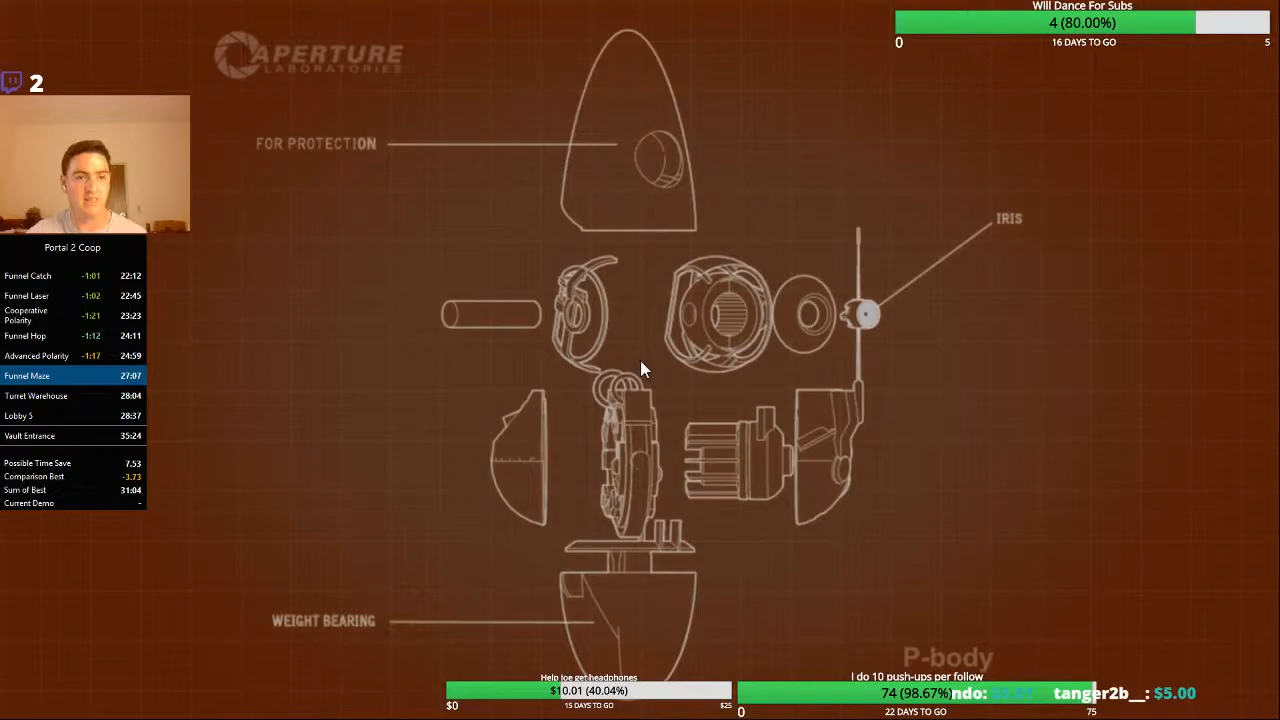 Will Dance For Subs
4 (80.00%)
0
16 DAYS TO GO
5
APERTURE
LABORATORIES
2
FOR PROTECTION
IRIS
Portal 2 Coop
Funnel Catch -1:01 22:12
Funnel Laser -1:02 22:45
Cooperative Polarity -1:21 23:23
Funnel Hop -1:12 24:11
Advanced Polarity -1:17 24:59
Funnel Maze 27:07
Turret Warehouse 28:04
Lobby 5 28:37
Vault Entrance 35:24
Possible Time Save 7.53
Comparison Best -3.73
Sum of Best 31:04
Current Demo -
WEIGHT BEARING
P-body
Help Joe get headphones
$10.01 (40.04%)
$0
15 DAYS TO GO
$25
I do 10 push-ups per follow
74 (98.67%)
ndo:
tanger2b__: $5.00
0
22 DAYS TO GO
75